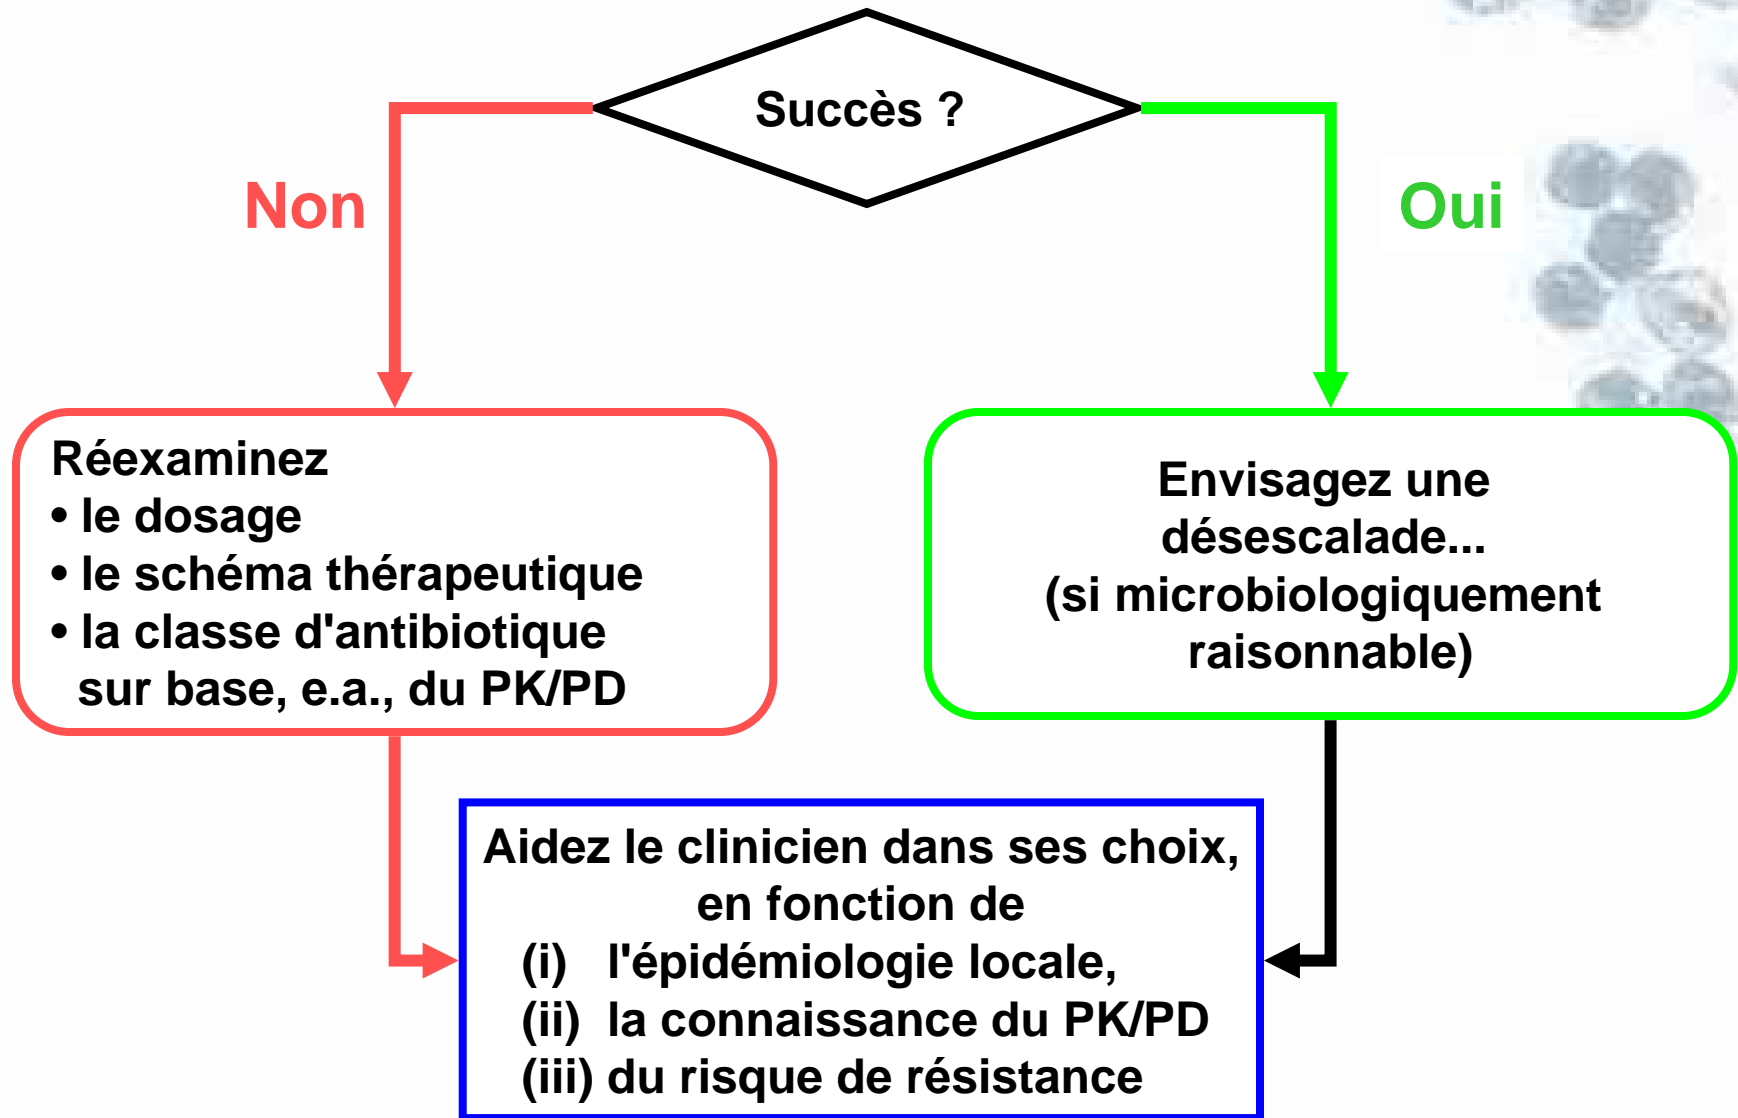 Succès ?
Non
Oui
Réexaminez
• le dosage
• le schéma thérapeutique
• la classe d'antibiotique
sur base, e.a., du PK/PD
Envisagez une
désescalade...
(si microbiologiquement
raisonnable)
Aidez le clinicien dans ses choix,
en fonction de
(i) l'épidémiologie locale,
(ii) la connaissance du PK/PD
(iii) du risque de résistance